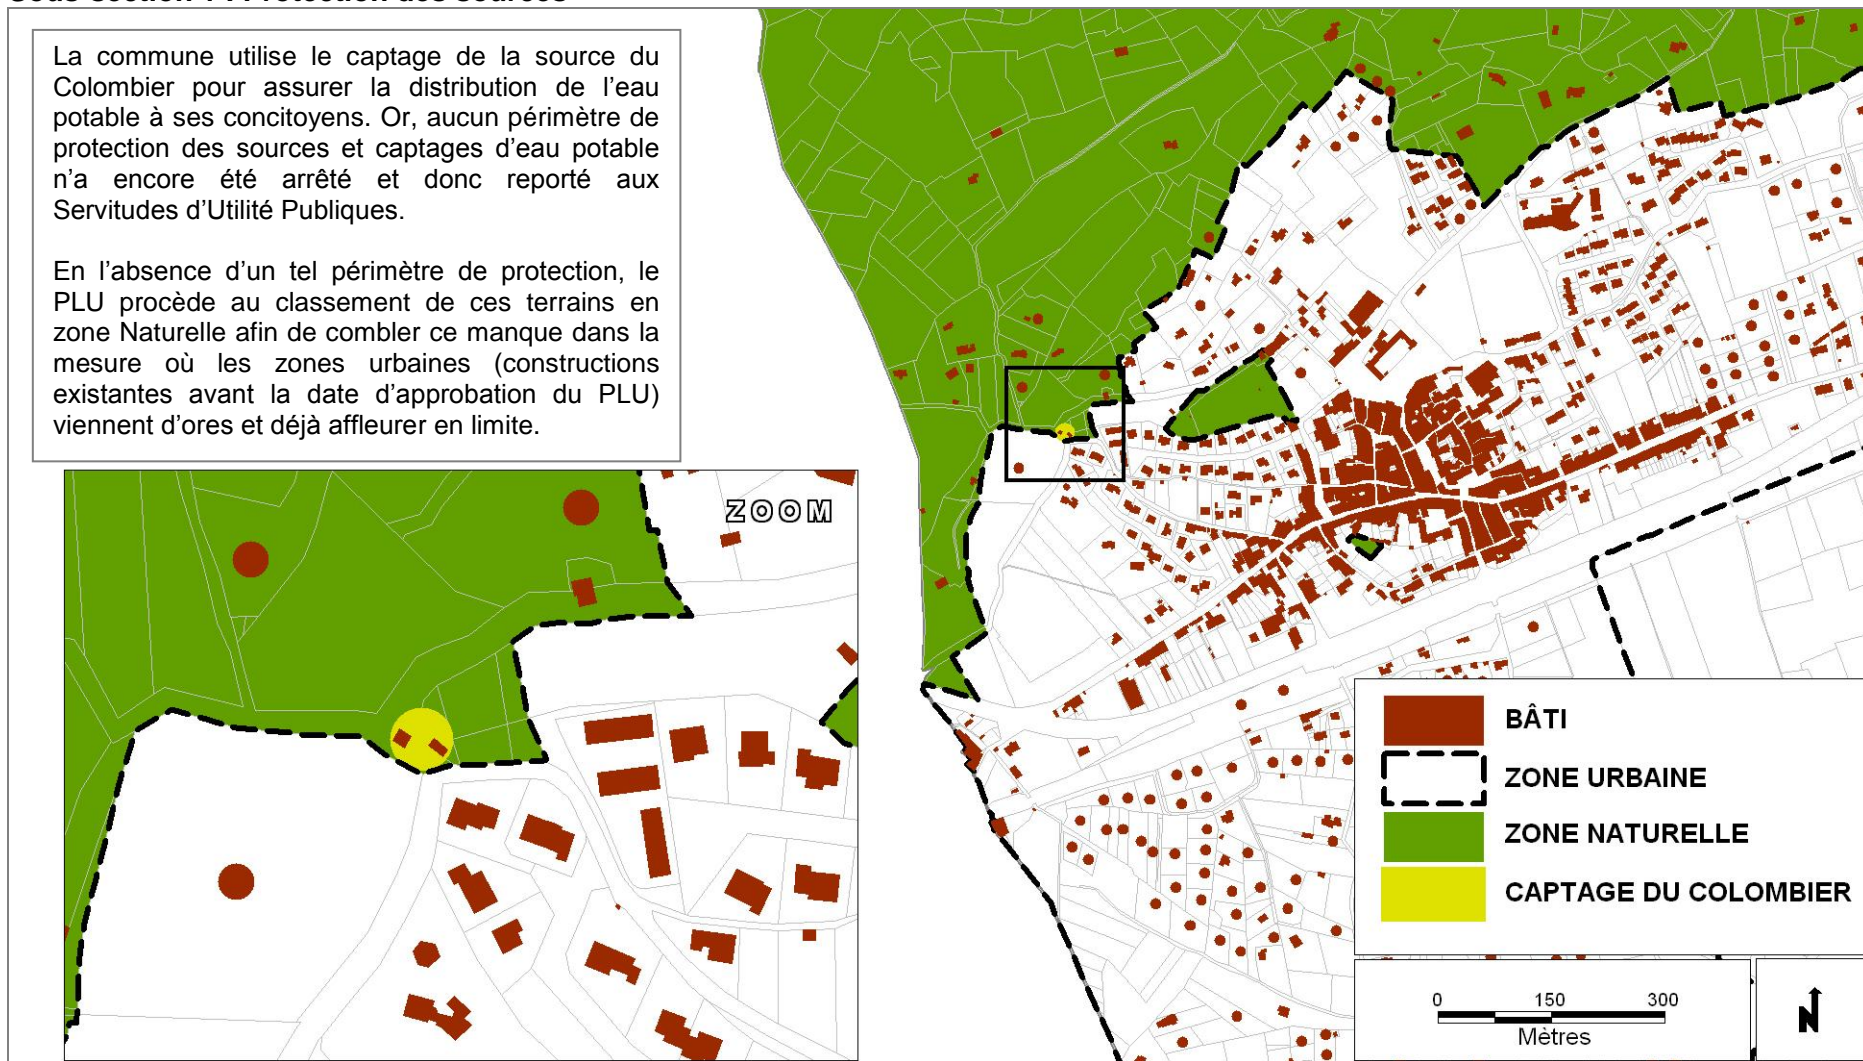 La commune utilise le captage de la source du
Colombier pour assurer la distribution de l'eau
potable à ses concitoyens. Or, aucun périmètre de
protection des sources et captages d'eau potable
n'a encore été arrêté et donc reporté aux
Servitudes d'Utilité Publiques.
En l'absence d'un tel périmètre de protection, le
PLU procède au classement de ces terrains en
zone Naturelle afin de combler ce manque dans la
mesure où les zones urbaines (constructions
existantes avant la date d'approbation du PLU)
viennent d'ores et déjà affleurer en limite.
ZOOM
BÂTI
ZONE URBAINE
ZONE NATURELLE
CAPTAGE DU COLOMBIER
0 150 300
Mètres
N